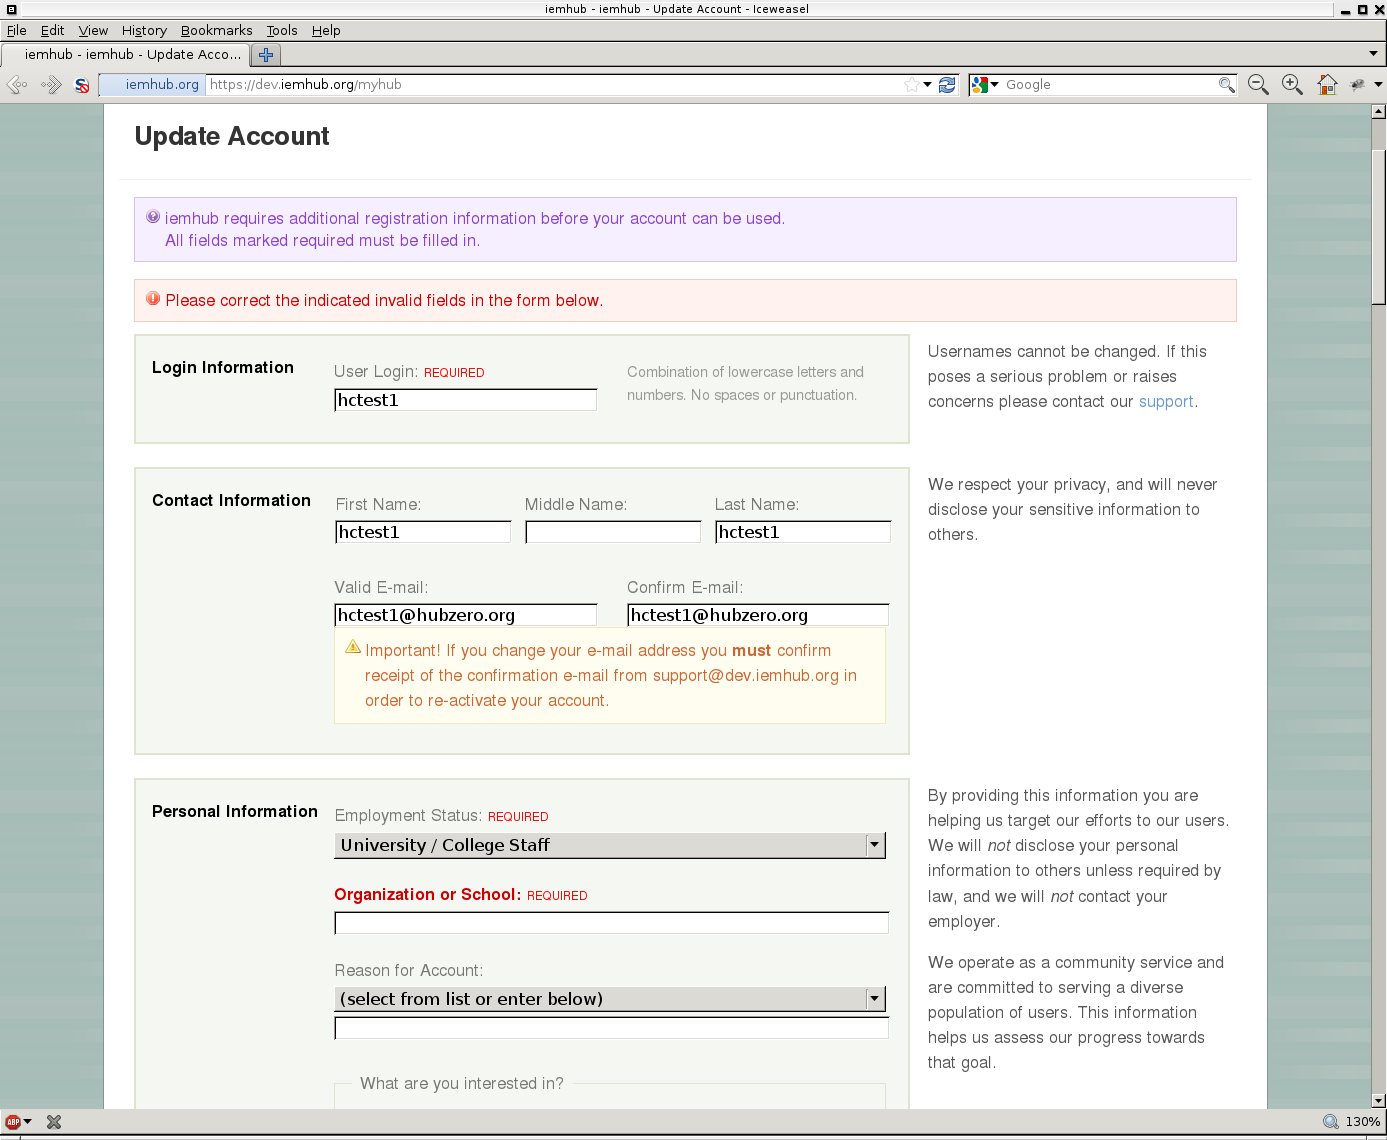 iemhub - iemhub - Update Account - Iceweasel
File Edit View History Bookmarks Tools Help
iemhub - iemhub - Update Acco...
iemhub.org https://dev.iemhub.org/myhub Google
Update Account
iemhub requires additional registration information before your account can be used.
All fields marked required must be filled in.
Please correct the indicated invalid fields in the form below.
Login Information
User Login: REQUIRED
hctest1
Combination of lowercase letters and
numbers. No spaces or punctuation.
Usernames cannot be changed. If this
poses a serious problem or raises
concerns please contact our support.
Contact Information
First Name: Middle Name: Last Name:
hctest1 hctest1
Valid E-mail: Confirm E-mail:
hctest1@hubzero.org hctest1@hubzero.org
Important! If you change your e-mail address you must confirm
receipt of the confirmation e-mail from support@dev.iemhub.org in
order to re-activate your account.
We respect your privacy, and will never
disclose your sensitive information to
others.
Personal Information
Employment Status: REQUIRED
University / College Staff
Organization or School: REQUIRED
Reason for Account:
(select from list or enter below)
What are you interested in?
By providing this information you are
helping us target our efforts to our users.
We will not disclose your personal
information to others unless required by
law, and we will not contact your
employer.
We operate as a community service and
are committed to serving a diverse
population of users. This information
helps us assess our progress towards
that goal.
ABP
130%